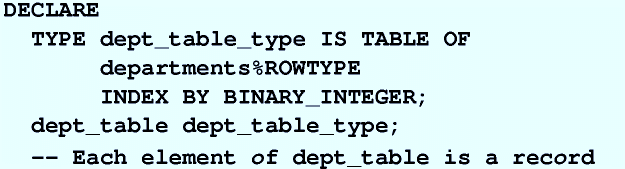 DECLARE
TYPE dept_table_type IS TABLE OF
departments%ROWTYPE
INDEX BY BINARY_INTEGER;
dept_table dept_table_type;
-- Each element of dept_table is a record